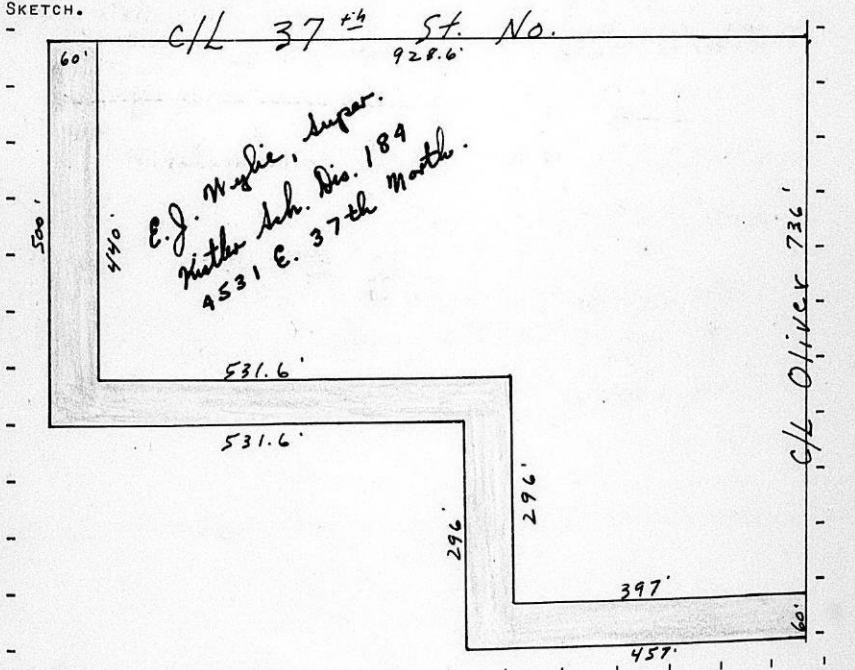 SKETCH.
C/L 37th St. No.
928.6'
60'
E.J. Wylie, Super.
Kistler Sch. Dis. 184
4531 E. 37th North.
500'
440'
C/L Oliver 736'
531.6'
531.6'
296'
296'
397'
60'
457'